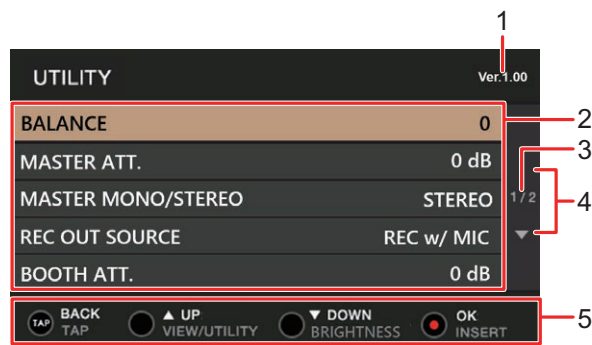 1
UTILITY Ver.1.00
BALANCE 0 2
MASTER ATT. 0 dB 3
MASTER MONO/STEREO STEREO 1/2 4
REC OUT SOURCE REC w/ MIC ▼
BOOTH ATT. 0 dB
TAP BACK ▲ UP ▼ DOWN OK 5
TAP VIEW/UTILITY BRIGHTNESS INSERT